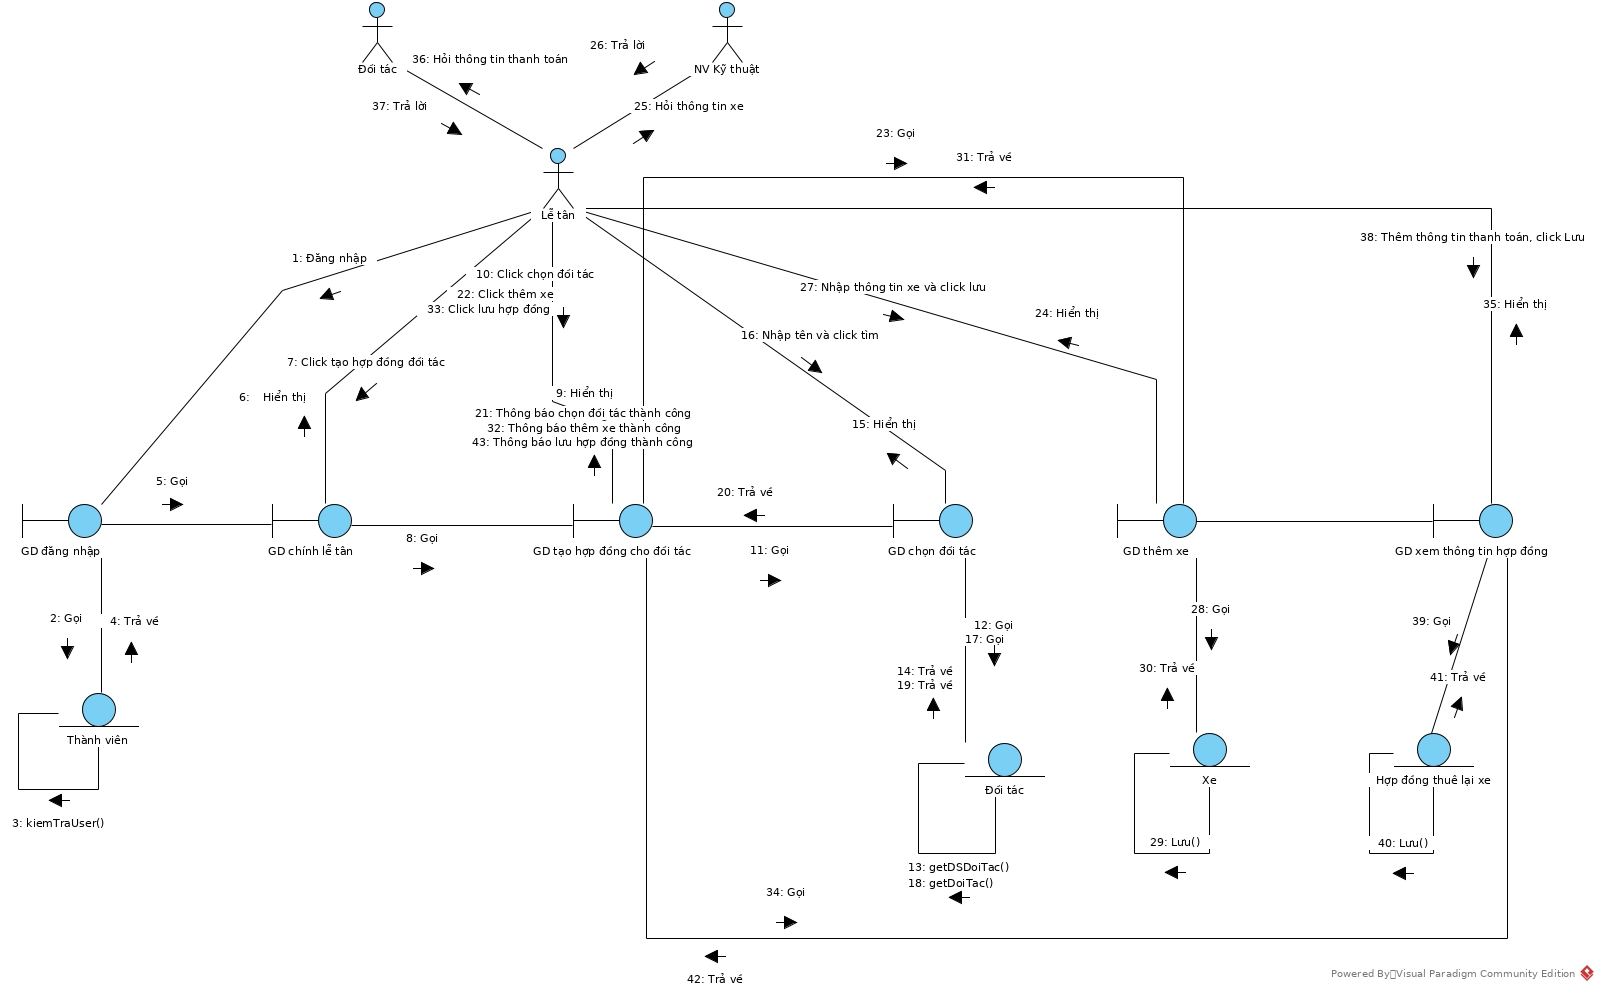 36: Hỏi thông tin thanh toán
26: Trả lời
Đối tác
NV Kỹ thuật
37: Trả lời
25: Hỏi thông tin xe
23: Gọi
31: Trả về
Lễ tân
38: Thêm thông tin thanh toán, click Lưu
1: Đăng nhập
10: Click chọn đối tác
22: Click thêm xe
33: Click lưu hợp đồng
27: Nhập thông tin xe và click lưu
35: Hiển thị
24: Hiển thị
16: Nhập tên và click tìm
7: Click tạo hợp đồng đối tác
6: Hiển thị
9: Hiển thị
21: Thông báo chọn đối tác thành công
32: Thông báo thêm xe thành công
43: Thông báo lưu hợp đồng thành công
15: Hiển thị
5: Gọi
20: Trả về
8: Gọi
11: Gọi
GD đăng nhập
GD chính lễ tân
GD tạo hợp đồng cho đối tác
GD chọn đối tác
GD thêm xe
GD xem thông tin hợp đồng
2: Gọi
4: Trả về
12: Gọi
17: Gọi
28: Gọi
39: Gọi
14: Trả về
19: Trả về
30: Trả về
41: Trả về
Thành viên
Đối tác
Xe
Hợp đồng thuê lại xe
3: kiemTraUser()
29: Lưu()
40: Lưu()
13: getDSDoiTac()
18: getDoiTac()
34: Gọi
42: Trả về
Powered By Visual Paradigm Community Edition